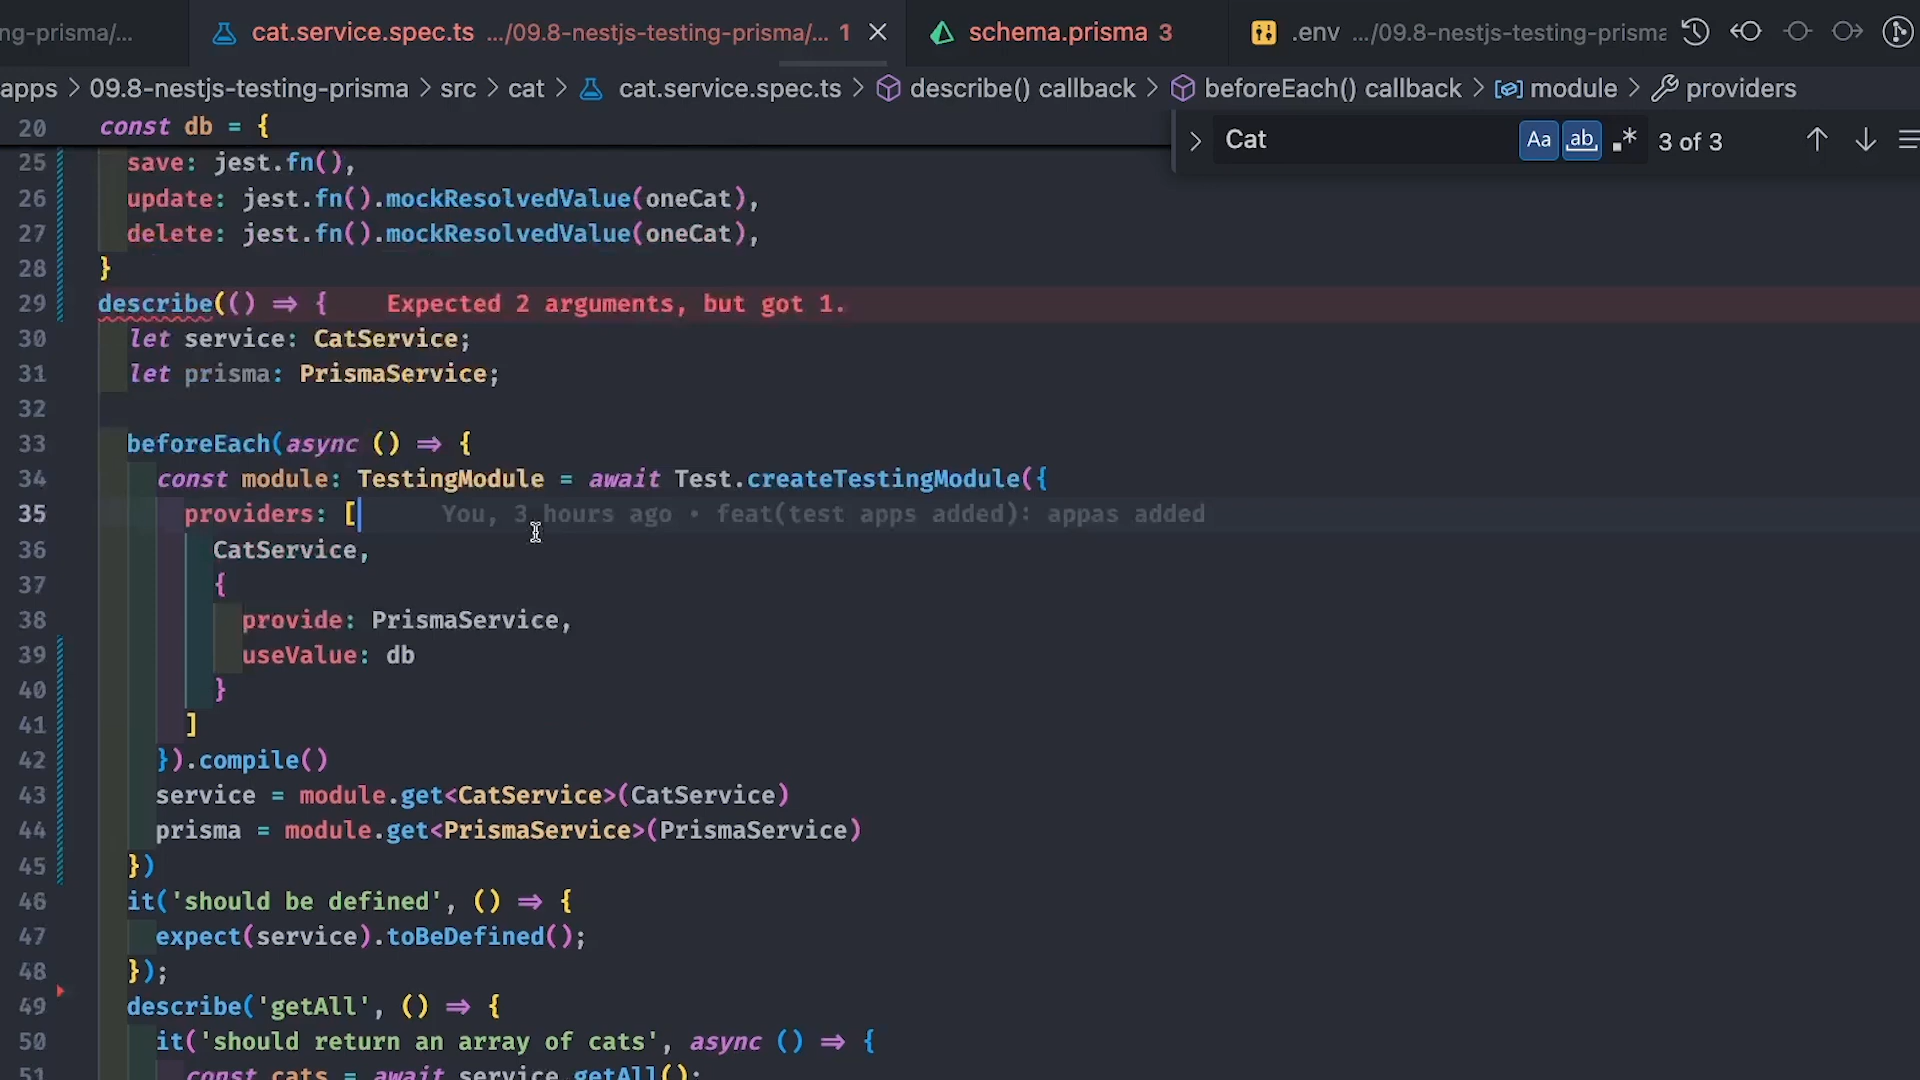 ng-prisma/... cat.service.spec.ts .../09.8-nestjs-testing-prisma/... 1 schema.prisma 3 .env .../09.8-nestjs-testing-prisma
apps > 09.8-nestjs-testing-prisma > src > cat > cat.service.spec.ts > describe() callback > beforeEach() callback > module > providers
Cat Aa ab .* 3 of 3
20 const db = {
25 save: jest.fn(),
26 update: jest.fn().mockResolvedValue(oneCat),
27 delete: jest.fn().mockResolvedValue(oneCat),
28 }
29 describe(() ⇒ { Expected 2 arguments, but got 1.
30 let service: CatService;
31 let prisma: PrismaService;
32
33 beforeEach(async () ⇒ {
34 const module: TestingModule = await Test.createTestingModule({
35 providers: [ You, 3 hours ago • feat(test apps added): appas added
36 CatService,
37 {
38 provide: PrismaService,
39 useValue: db
40 }
41 ]
42 }).compile()
43 service = module.get<CatService>(CatService)
44 prisma = module.get<PrismaService>(PrismaService)
45 })
46 it('should be defined', () ⇒ {
47 expect(service).toBeDefined();
48 });
49 describe('getAll', () ⇒ {
50 it('should return an array of cats', async () ⇒ {
51 const cats = await service.getAll();